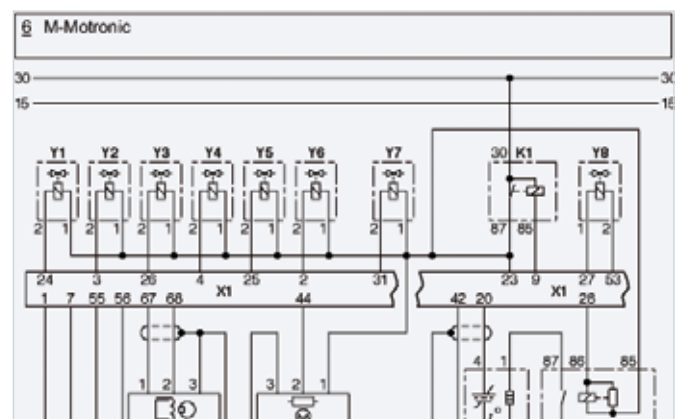 6 M-Motronic
30 30
15 15
Y1 Y2 Y3 Y4 Y5 Y6 Y7 30 K1 Y8
2 1 2 1 2 1 2 1 2 1 2 1 2 1 87 85 1 2
24 3 26 4 25 2 31 23 9 27 53
X1 X1
1 7 55 56 67 68 44 42 20 28
4 1 87 86 85
1 2 3 3 2 1